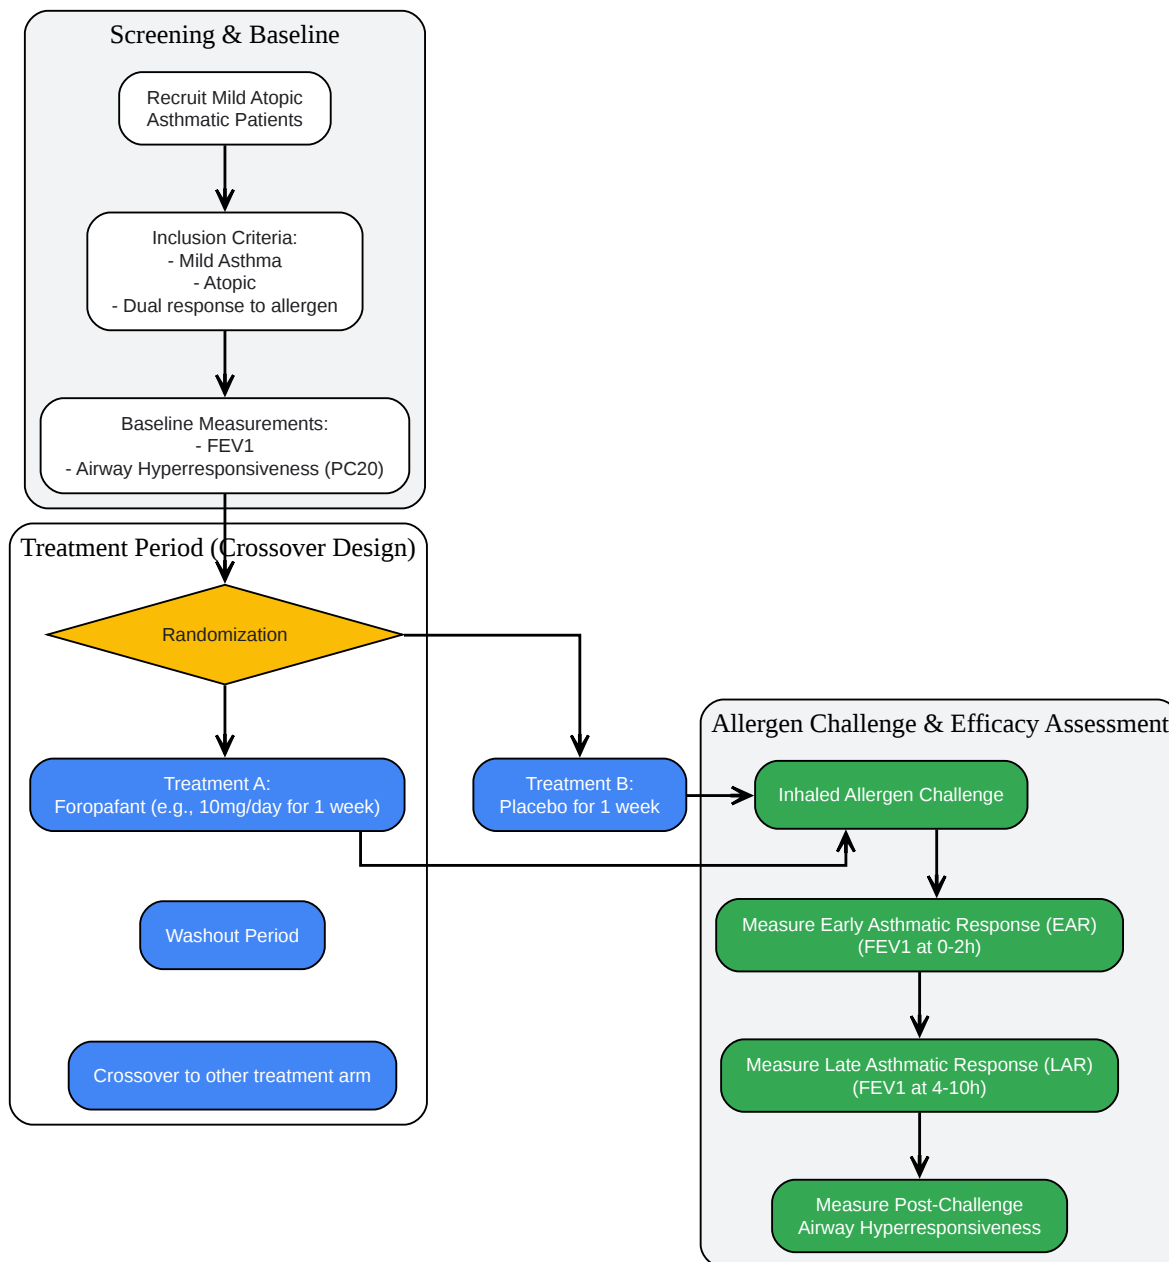 Screening & Baseline
Recruit Mild Atopic
Asthmatic Patients
Inclusion Criteria:
- Mild Asthma
- Atopic
- Dual response to allergen
Baseline Measurements:
- FEV1
- Airway Hyperresponsiveness (PC20)
Treatment Period (Crossover Design)
Randomization
Treatment A:
Foropafant (e.g., 10mg/day for 1 week)
Treatment B:
Placebo for 1 week
Washout Period
Crossover to other treatment arm
Allergen Challenge & Efficacy Assessment
Inhaled Allergen Challenge
Measure Early Asthmatic Response (EAR)
(FEV1 at 0-2h)
Measure Late Asthmatic Response (LAR)
(FEV1 at 4-10h)
Measure Post-Challenge
Airway Hyperresponsiveness